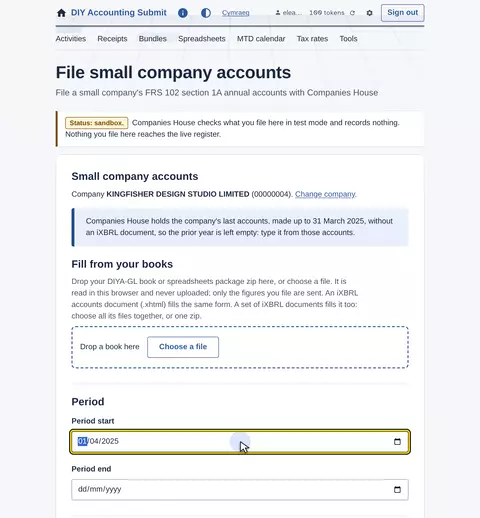 DIY Accounting Submit
Cymraeg
elea...
100 tokens
Sign out
Activities
Receipts
Bundles
Spreadsheets
MTD calendar
Tax rates
Tools
File small company accounts
File a small company's FRS 102 section 1A annual accounts with Companies House
Status: sandbox. Companies House checks what you file here in test mode and records nothing.
Nothing you file here reaches the live register.
Small company accounts
Company KINGFISHER DESIGN STUDIO LIMITED (00000004). Change company.
Companies House holds the company's last accounts, made up to 31 March 2025, without
an iXBRL document, so the prior year is left empty: type it from those accounts.
Fill from your books
Drop your DIYA-GL book or spreadsheets package zip here, or choose a file. It is
read in this browser and never uploaded: only the figures you file are sent. An iXBRL
accounts document (.xhtml) fills the same form. A set of iXBRL documents fills it too:
choose all its files together, or one zip.
Drop a book here
Choose a file
Period
Period start
01/04/2025
Period end
dd/mm/yyyy